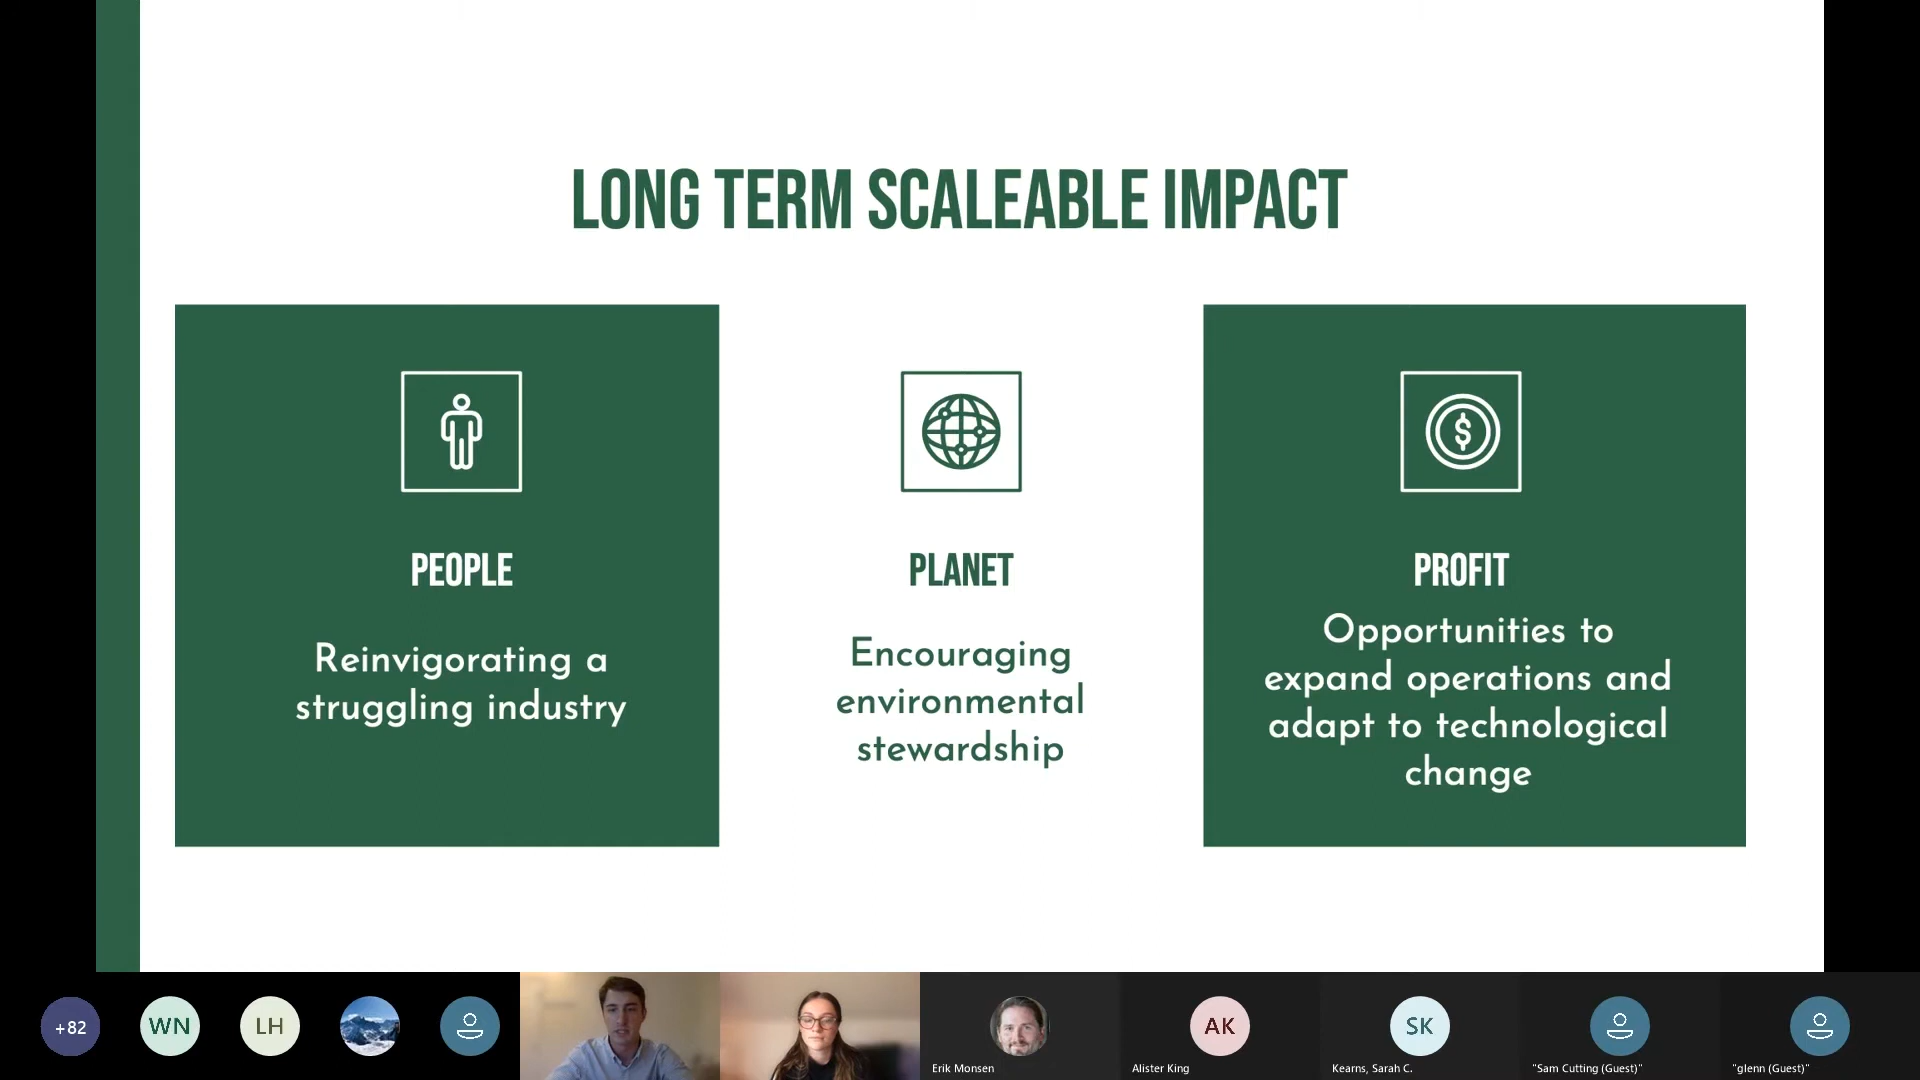 LONG TERM SCALEABLE IMPACT
PEOPLE
Reinvigorating a
struggling industry
PLANET
Encouraging
environmental
stewardship
PROFIT
Opportunities to
expand operations and
adapt to technological
change
$
+82
WN
LH
Erik Monsen
AK
Alister King
SK
Kearns, Sarah C.
"Sam Cutting (Guest)"
"glenn (Guest)"